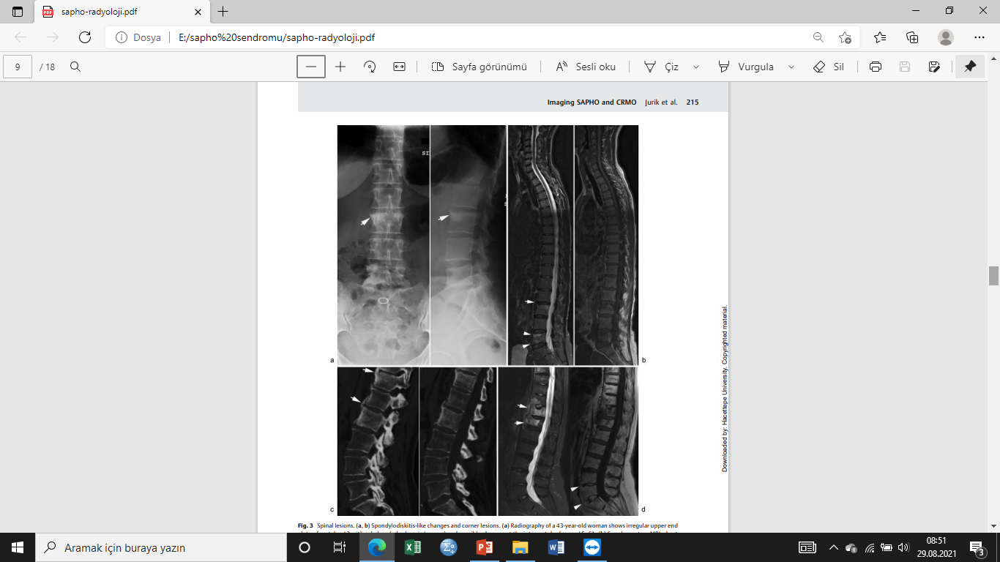 sapho-radyoloji.pdf
Dosya
E:/sapho%20sendromu/sapho-radyoloji.pdf
9 / 18
Sayfa görünümü
Sesli oku
Çiz
Vurgula
Sil
Imaging SAPHO and CRMO Jurik et al. 215
a
b
c
d
Downloaded by: Hacettepe University. Copyrighted material.
Fig. 3 Spinal lesions. (a, b) Spondylodiskitis-like changes and corner lesions. (a) Radiography of a 43-year-old woman shows irregular upper end
Aramak için buraya yazın
08:51
29.08.2021
3